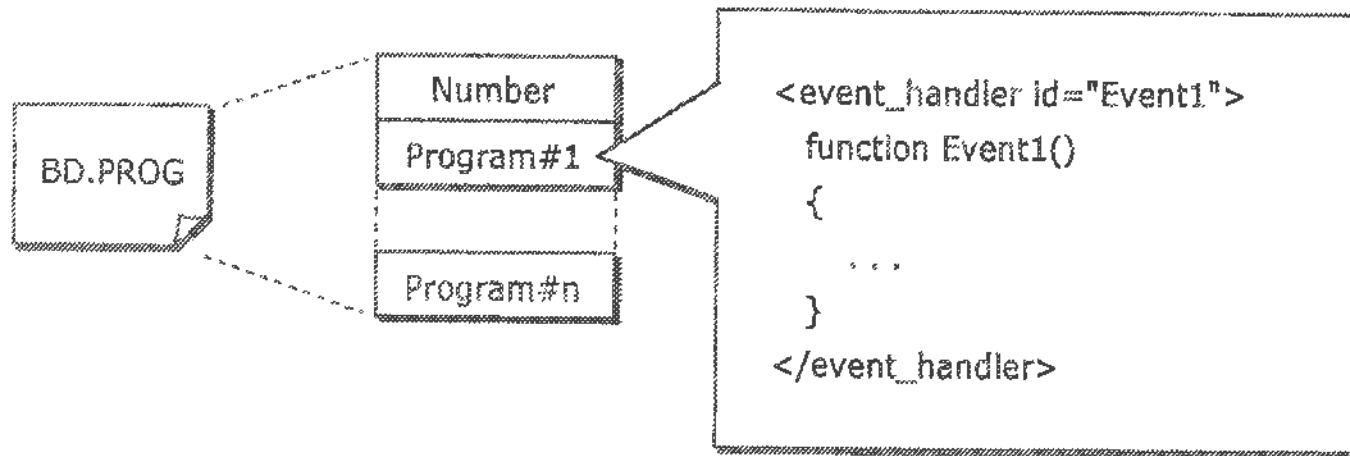 BD.PROG
Number
Program#1
Program#n
<event_handler id="Event1">
function Event1()
{
...
}
</event_handler>